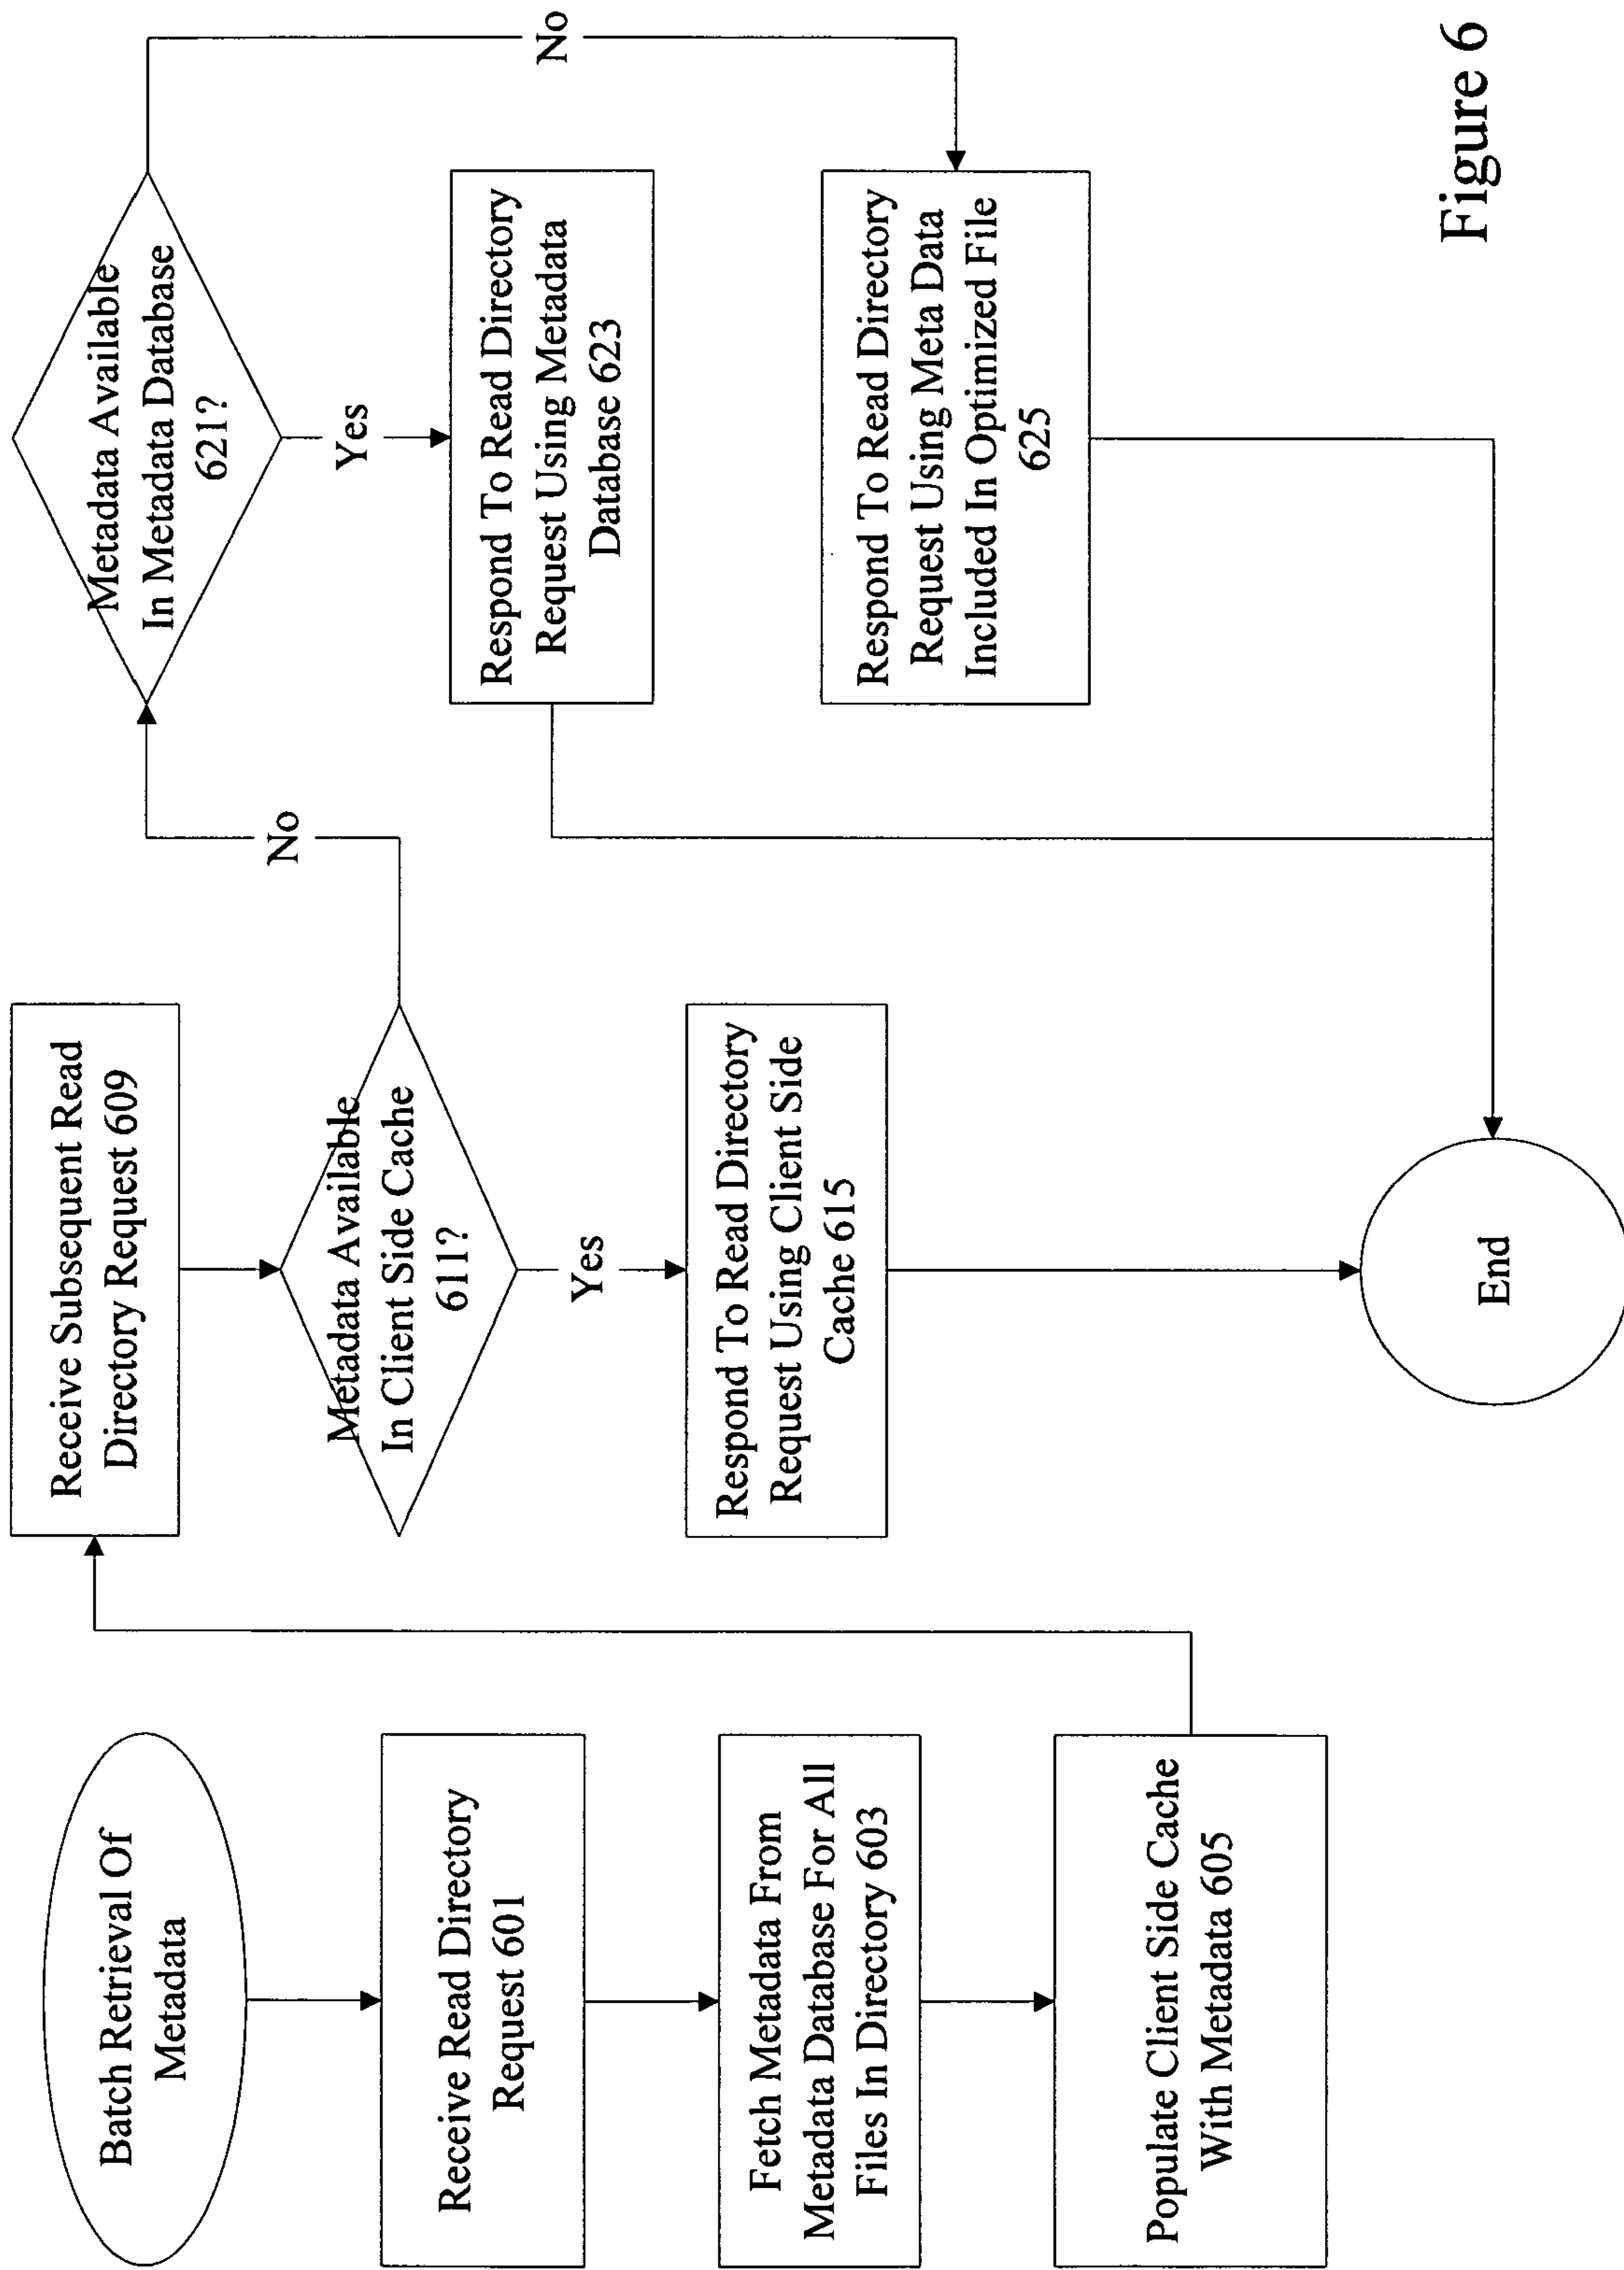 Batch Retrieval Of
Metadata
Receive Read Directory
Request 601
Fetch Metadata From
Metadata Database For All
Files In Directory 603
Populate Client Side Cache
With Metadata 605
Receive Subsequent Read
Directory Request 609
Metadata Available
In Client Side Cache
611?
No
Yes
Respond To Read Directory
Request Using Client Side
Cache 615
End
Metadata Available
In Metadata Database
621?
No
Yes
Respond To Read Directory
Request Using Metadata
Database 623
Respond To Read Directory
Request Using Meta Data
Included In Optimized File
625
Figure 6